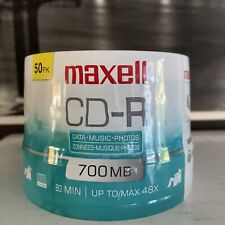 50PK
maxell
CD-R
DATA•MUSIC•PHOTOS
DONNÉES•MUSIQUE•PHOTOS
700MB
80 MIN | UP TO/MAX 48X